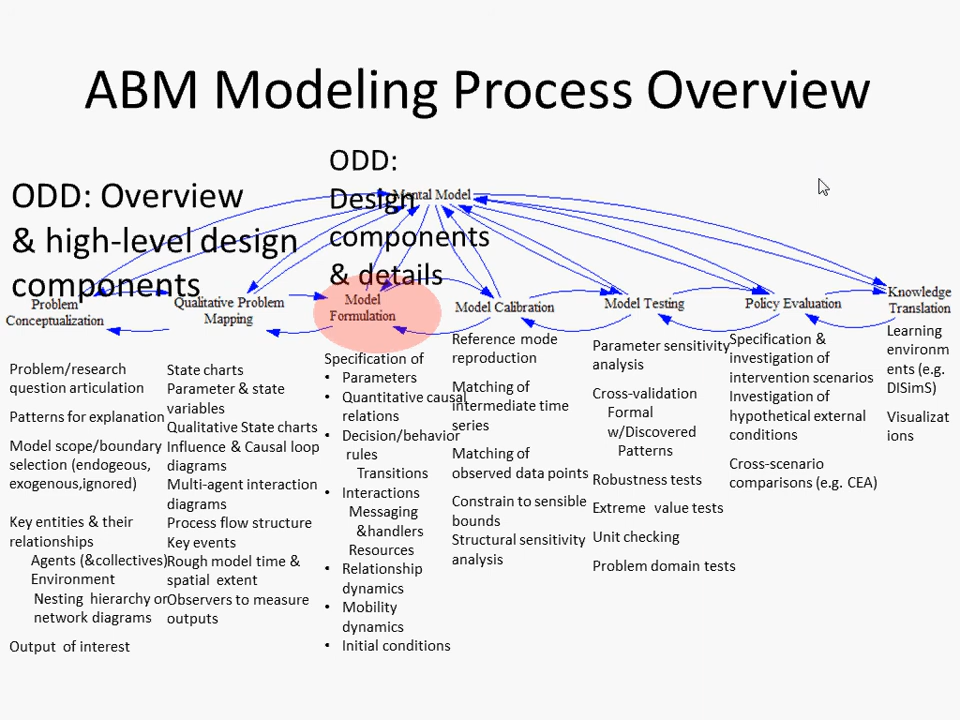 ABM Modeling Process Overview
ODD: Overview
& high-level design
components
ODD:
Design
components
& details
Mental Model
Problem
Conceptualization
Qualitative Problem
Mapping
Model
Formulation
Model Calibration
Model Testing
Policy Evaluation
Knowledge
Translation
Problem/research
question articulation
Patterns for explanation
Model scope/boundary
selection (endogeous,
exogenous,ignored)
Key entities & their
relationships
Agents (&collectives)
Environment
Nesting hierarchy or
network diagrams
Output of interest
State charts
Parameter & state
variables
Qualitative State charts
Influence & Causal loop
diagrams
Multi-agent interaction
diagrams
Process flow structure
Key events
Rough model time &
spatial extent
Observers to measure
outputs
Specification of
• Parameters
• Quantitative causal
relations
• Decision/behavior
rules
Transitions
• Interactions
Messaging
&handlers
Resources
• Relationship
dynamics
• Mobility
dynamics
• Initial conditions
Reference mode
reproduction
Matching of
intermediate time
series
Matching of
observed data points
Constrain to sensible
bounds
Structural sensitivity
analysis
Parameter sensitivity
analysis
Cross-validation
Formal
w/Discovered
Patterns
Robustness tests
Extreme value tests
Unit checking
Problem domain tests
Specification &
investigation of
intervention scenarios
Investigation of
hypothetical external
conditions
Cross-scenario
comparisons (e.g. CEA)
Learning
environm
ents (e.g.
DISimS)
Visualizat
ions